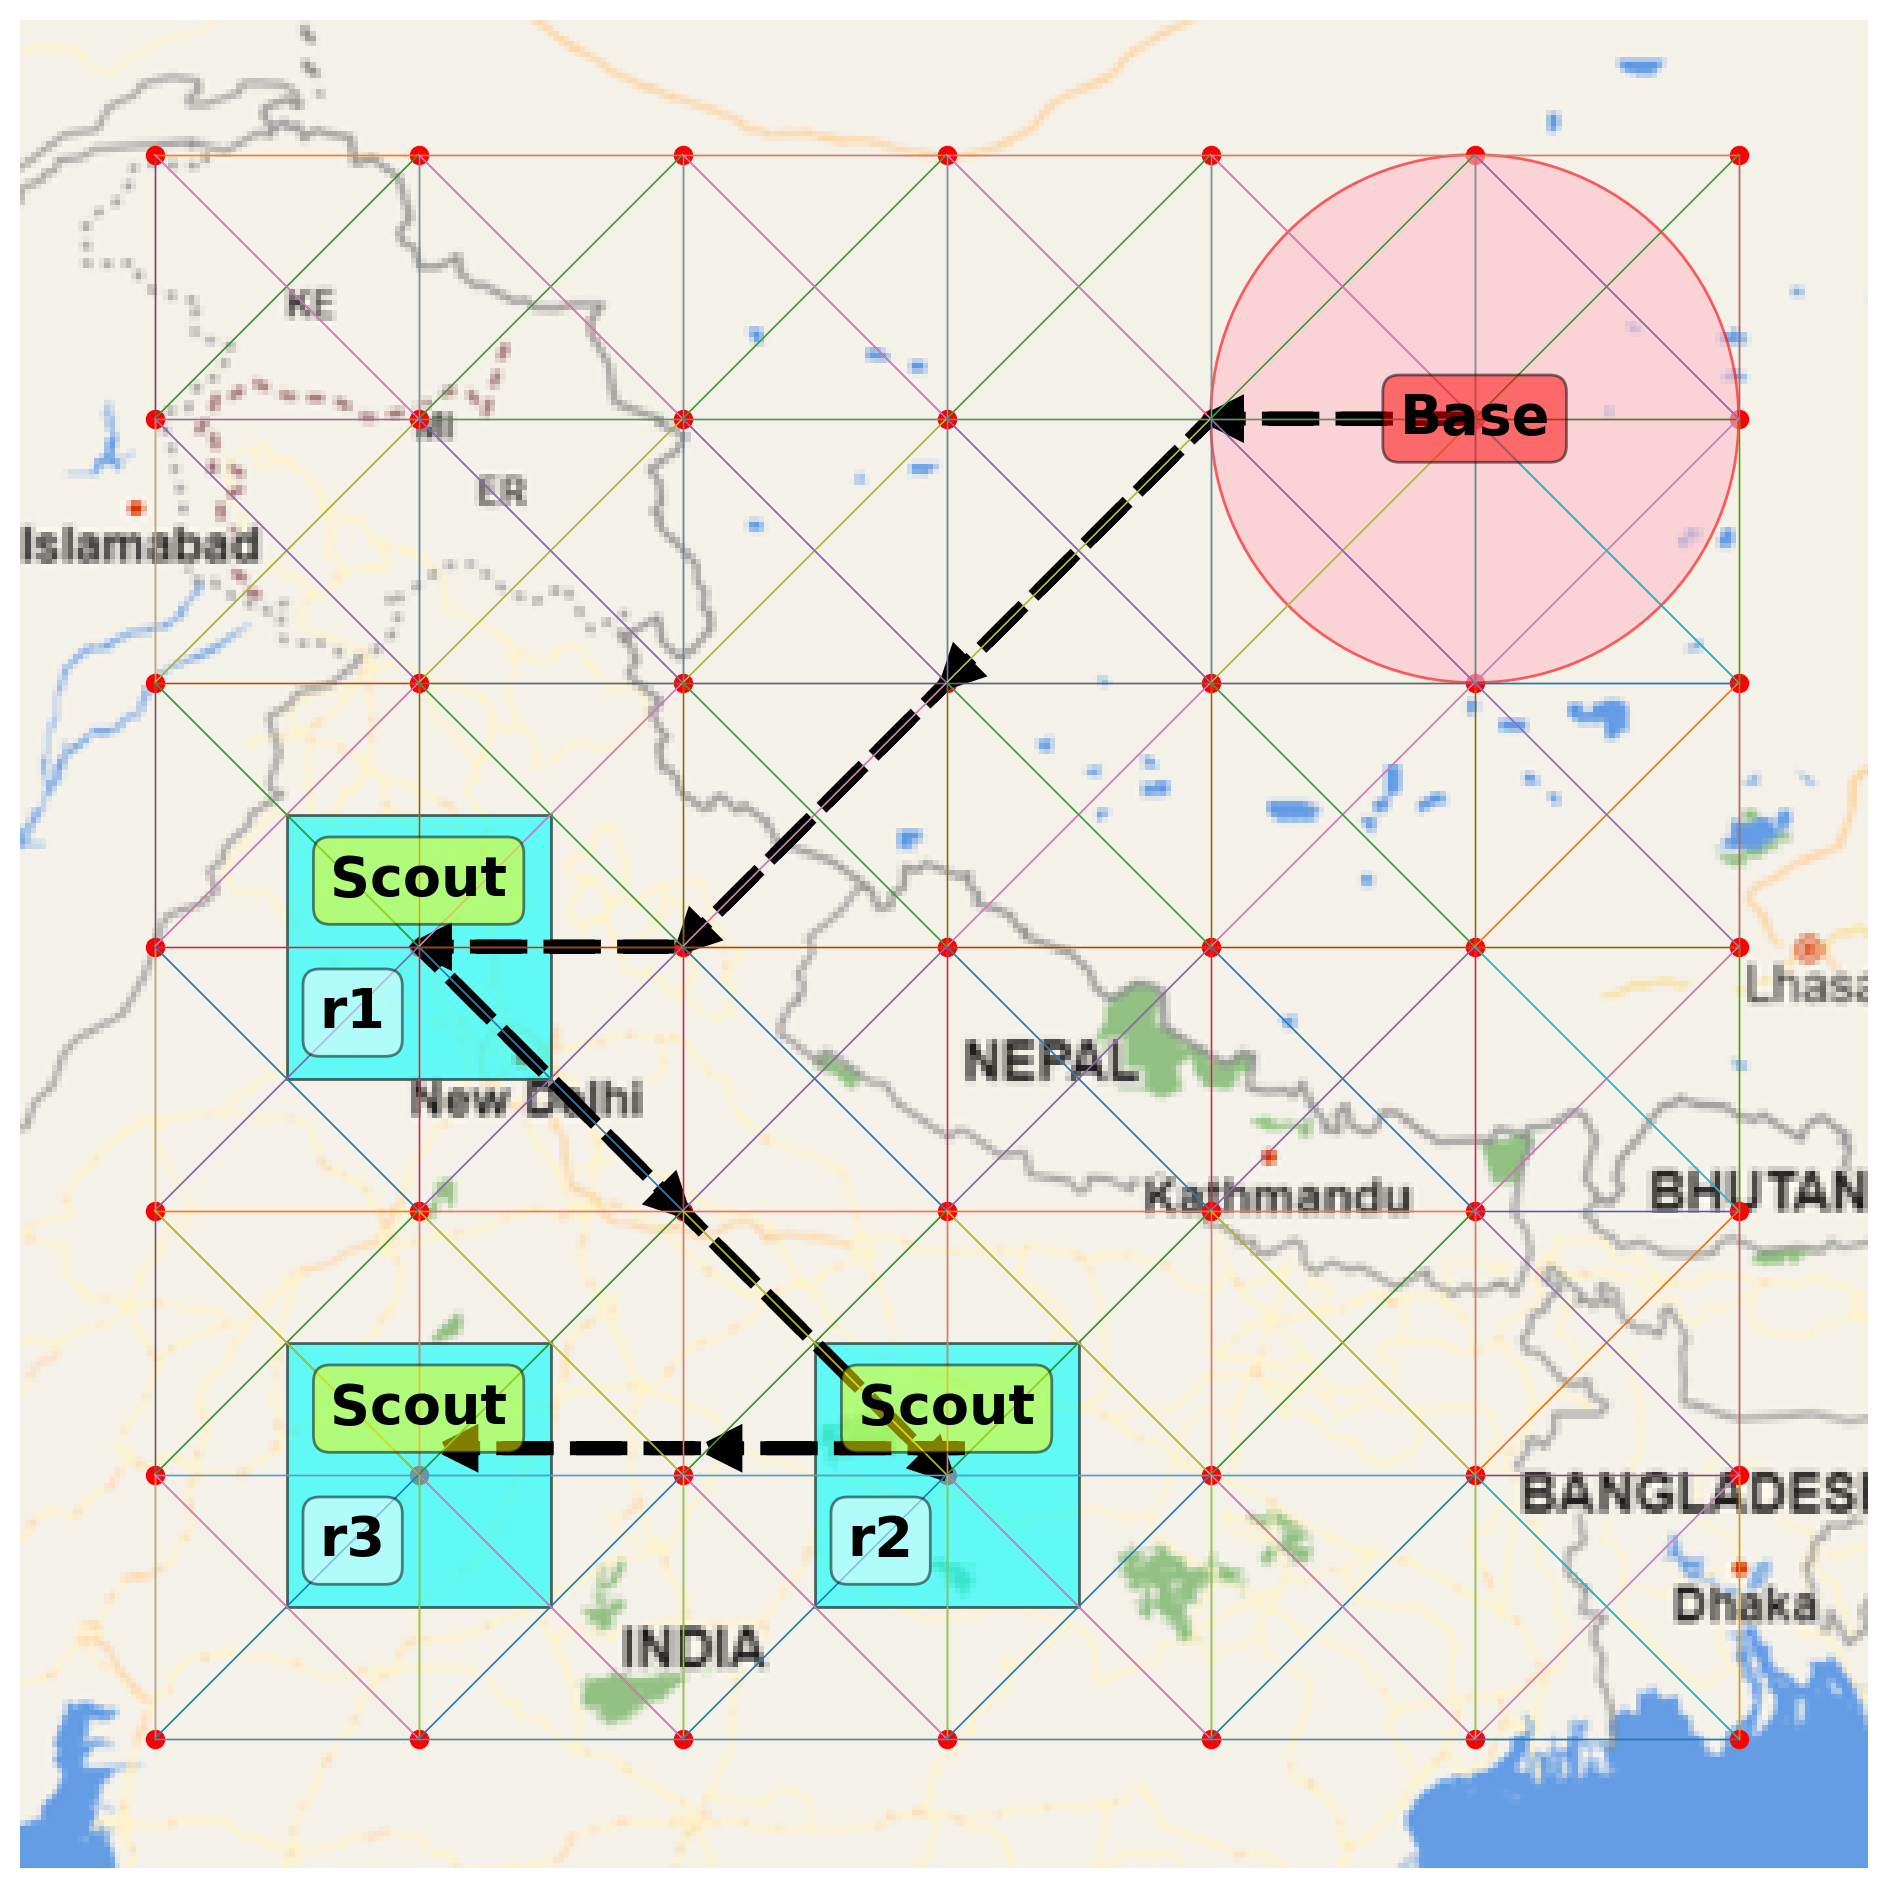 KE
Base
NI
ER
Islamabad
Scout
r1
Lhasa
NEPAL
New Delhi
Kathmandu
BHUTAN
Scout
Scout
r3
r2
BANGLADESH
Dhaka
INDIA